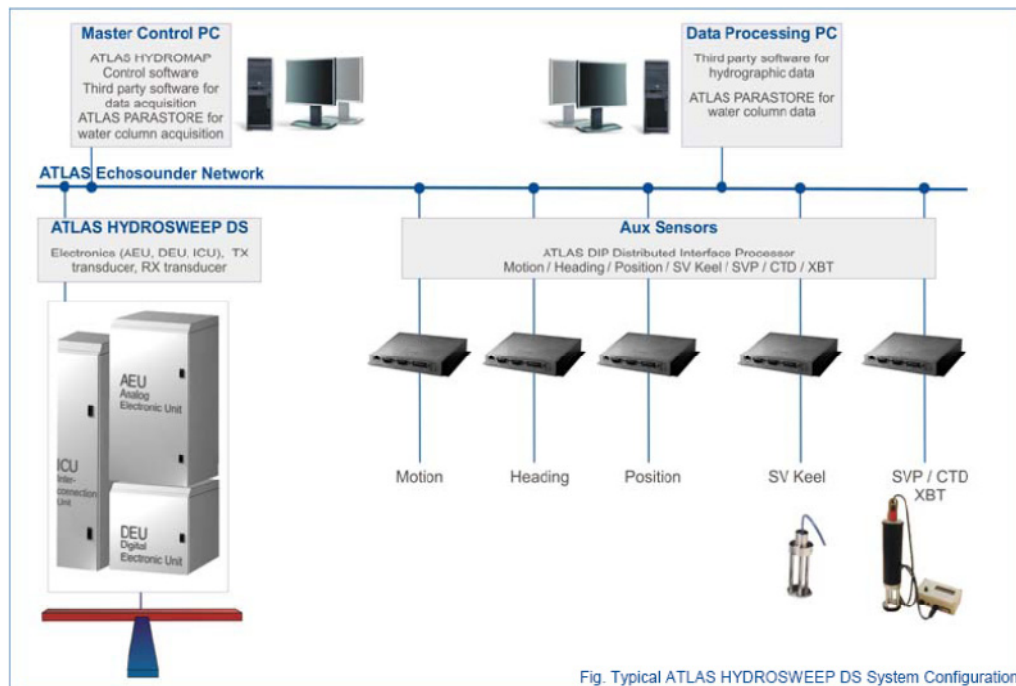 Master Control PC
ATLAS HYDROMAP
Control software
Third party software for
data acquisition
ATLAS PARASTORE for
water column acquisition
Data Processing PC
Third party software for
hydrographic data
ATLAS PARASTORE for
water column data
ATLAS Echosounder Network
ATLAS HYDROSWEEP DS
Electronics (AEU, DEU, ICU), TX
transducer, RX transducer
Aux Sensors
ATLAS DIP Distributed Interface Processor
Motion / Heading / Position / SV Keel / SVP / CTD / XBT
AEU
Analog
Electronic Unit
ICU
Inter-
connection
Unit
DEU
Digital
Electronic Unit
Motion
Heading
Position
SV Keel
SVP / CTD
XBT
Fig. Typical ATLAS HYDROSWEEP DS System Configuration